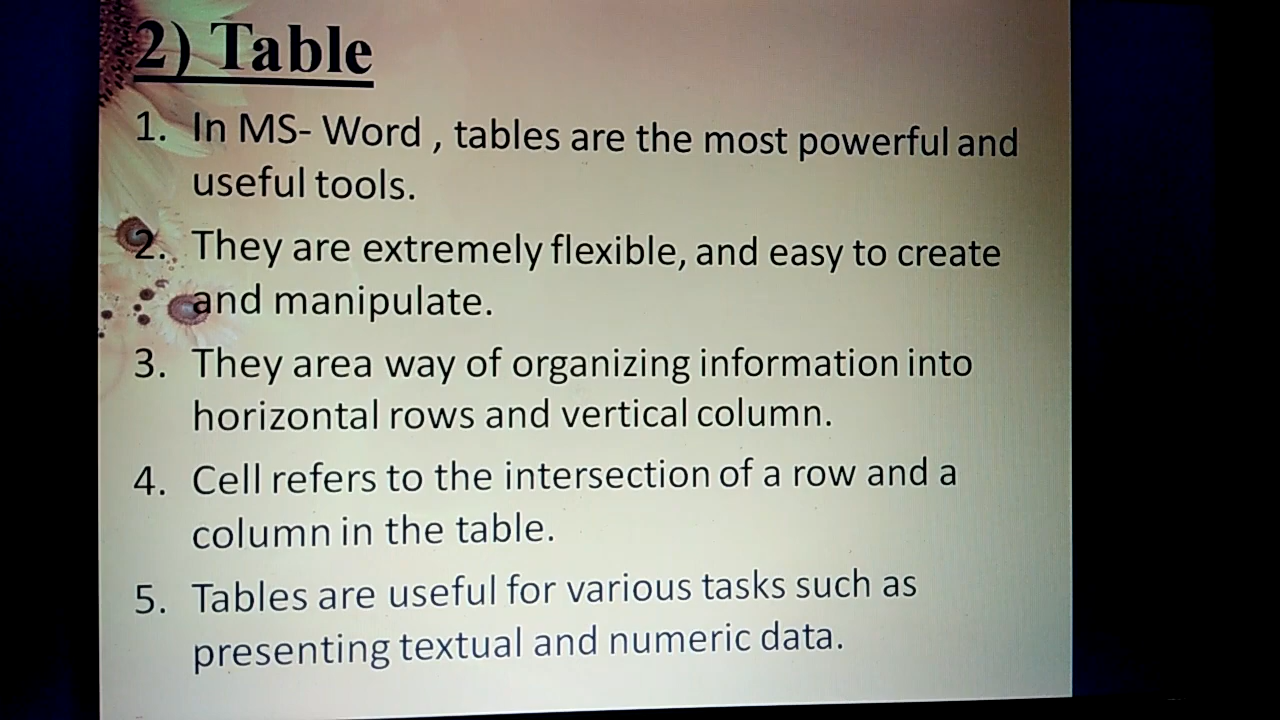 2) Table
1. In MS- Word , tables are the most powerful and
useful tools.
2. They are extremely flexible, and easy to create
and manipulate.
3. They area way of organizing information into
horizontal rows and vertical column.
4. Cell refers to the intersection of a row and a
column in the table.
5. Tables are useful for various tasks such as
presenting textual and numeric data.